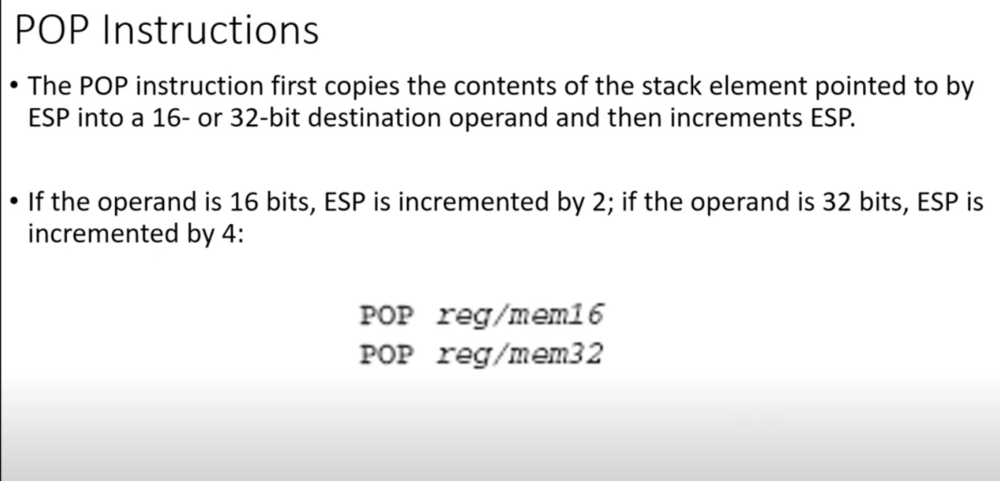 POP Instructions
• The POP instruction first copies the contents of the stack element pointed to by
ESP into a 16- or 32-bit destination operand and then increments ESP.
• If the operand is 16 bits, ESP is incremented by 2; if the operand is 32 bits, ESP is
incremented by 4:
POP reg/mem16
POP reg/mem32